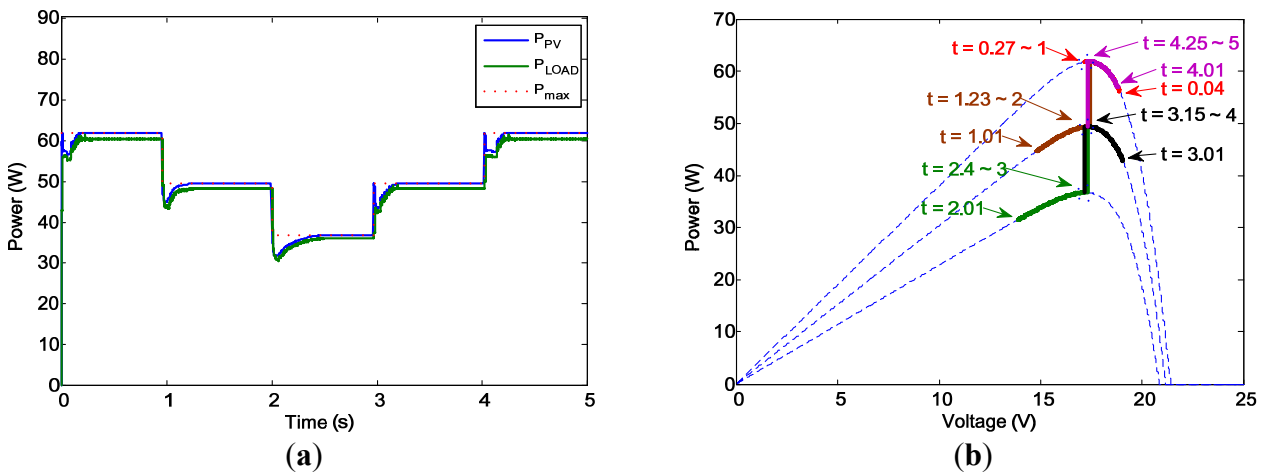 90
80
70
60
50
40
30
20
10
0
Power (W)
P_PV
P_LOAD
P_max
0 1 2 3 4 5
Time (s)
(a)
70
60
50
40
30
20
10
0
Power (W)
t = 0.27 ~ 1
t = 4.25 ~ 5
t = 4.01
t = 0.04
t = 1.23 ~ 2
t = 3.15 ~ 4
t = 1.01
t = 3.01
t = 2.4 ~ 3
t = 2.01
0 5 10 15 20 25
Voltage (V)
(b)